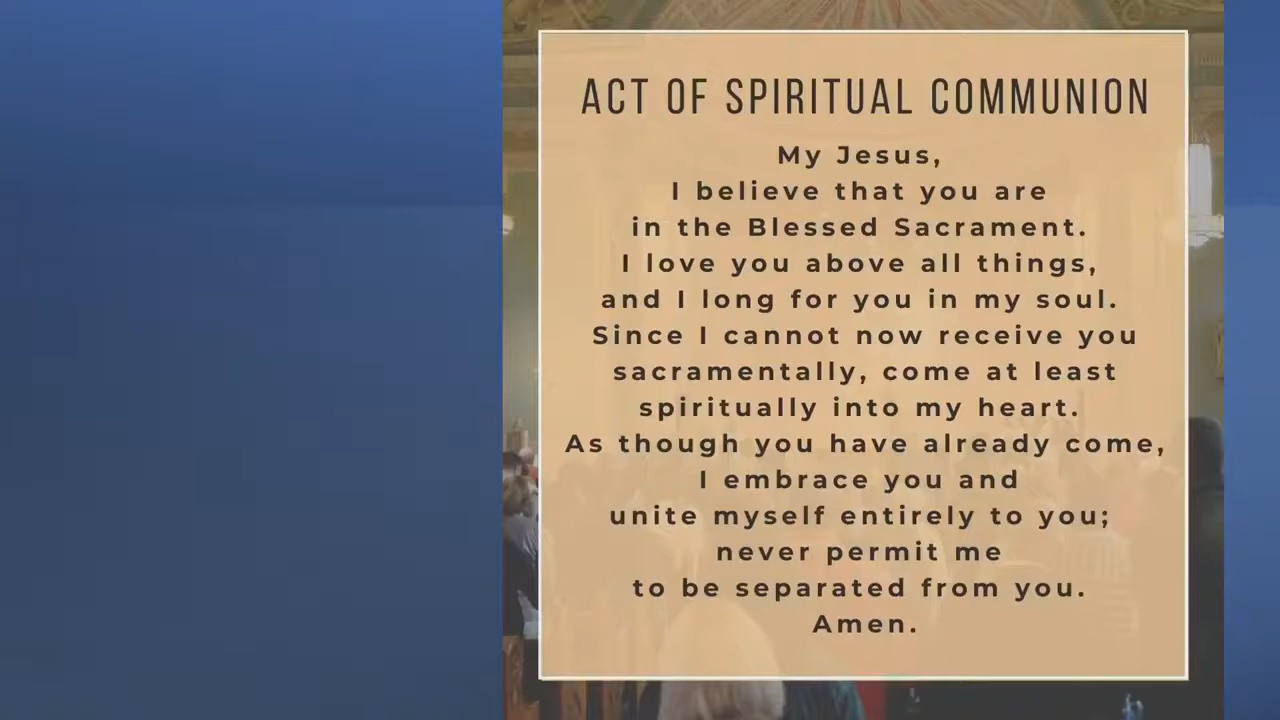 ACT OF SPIRITUAL COMMUNION
My Jesus,
I believe that you are
in the Blessed Sacrament.
I love you above all things,
and I long for you in my soul.
Since I cannot now receive you
sacramentally, come at least
spiritually into my heart.
As though you have already come,
I embrace you and
unite myself entirely to you;
never permit me
to be separated from you.
Amen.